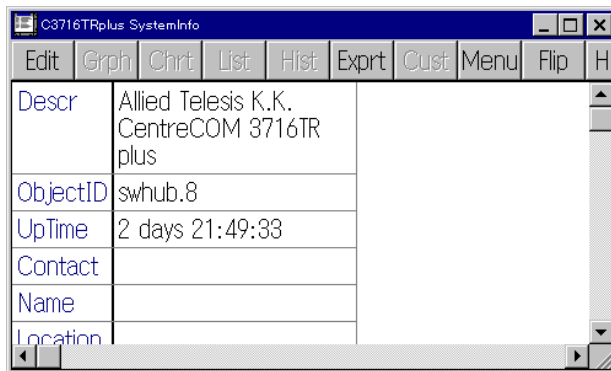 C3716TRplus SystemInfo
Edit Grph Chrt List Hist Exprt Cust Menu Flip H
Descr Allied Telesis K.K.
CentreCOM 3716TR
plus
ObjectID swhub.8
UpTime 2 days 21:49:33
Contact
Name
Location